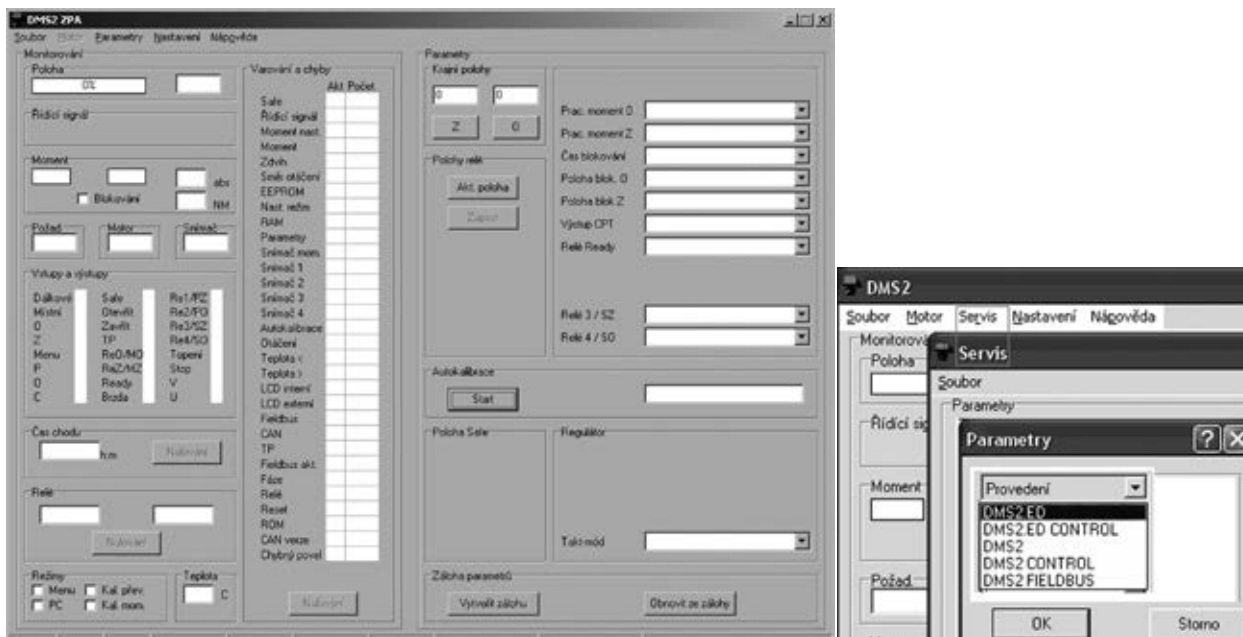 DMS2 ZPA
Soubor Motor Parametry Nastavení Nápověda
Monitorování
Poloha
0%
Řídící signál
Moment
abs
Blokování
NM
Požad. Motor Snímač
Vstupy a výstupy
Dálkově Safe Re1/PZ
Místní Otevřít Re2/PO
O Zavřít Re3/SZ
Z TP Re4/SO
Menu ReO/MO Topení
P ReZ/MZ Stop
O Ready V
C Brzda U
Čas chodu
h:m Nulování
Relé
Nulování
Režimy
Menu Kal. přev.
PC Kal. mom.
Teplota
C
Varování a chyby
Akt. Počet.
Safe
Řídící signál
Moment nast.
Moment
Zdvih
Směr otáčení
EEPROM
Nast. režim
RAM
Parametry
Snímač mom.
Snímač 1
Snímač 2
Snímač 3
Snímač 4
Autokalibrace
Otáčení
Teplota <
Teplota >
LCD interní
LCD externí
Fieldbus
CAN
TP
Fieldbus akt.
Fáze
Relé
Reset
ROM
CAN verze
Chybný povel
Nulování
Parametry
Krajní polohy
0 0
Z O
Polohy relé
Akt. poloha
Zapsat
Prac. moment O
Prac. moment Z
Čas blokování
Poloha blok. O
Poloha blok. Z
Výstup CPT
Relé Ready
Relé 3 / SZ
Relé 4 / SO
Autokalibrace
Start
Poloha Safe
Regulátor
Takt-mód
Záloha parametrů
Vytvořit zálohu Obnovit ze zálohy
DMS2
Soubor Motor Servis Nastavení Nápověda
Monitorová
Poloha
Řídící sig
Moment
Požad.
Servis
Soubor
Parametry
Parametry
Provedení
DMS2.ED
DMS2.ED CONTROL
DMS2
DMS2 CONTROL
DMS2 FIELDBUS
OK Storno